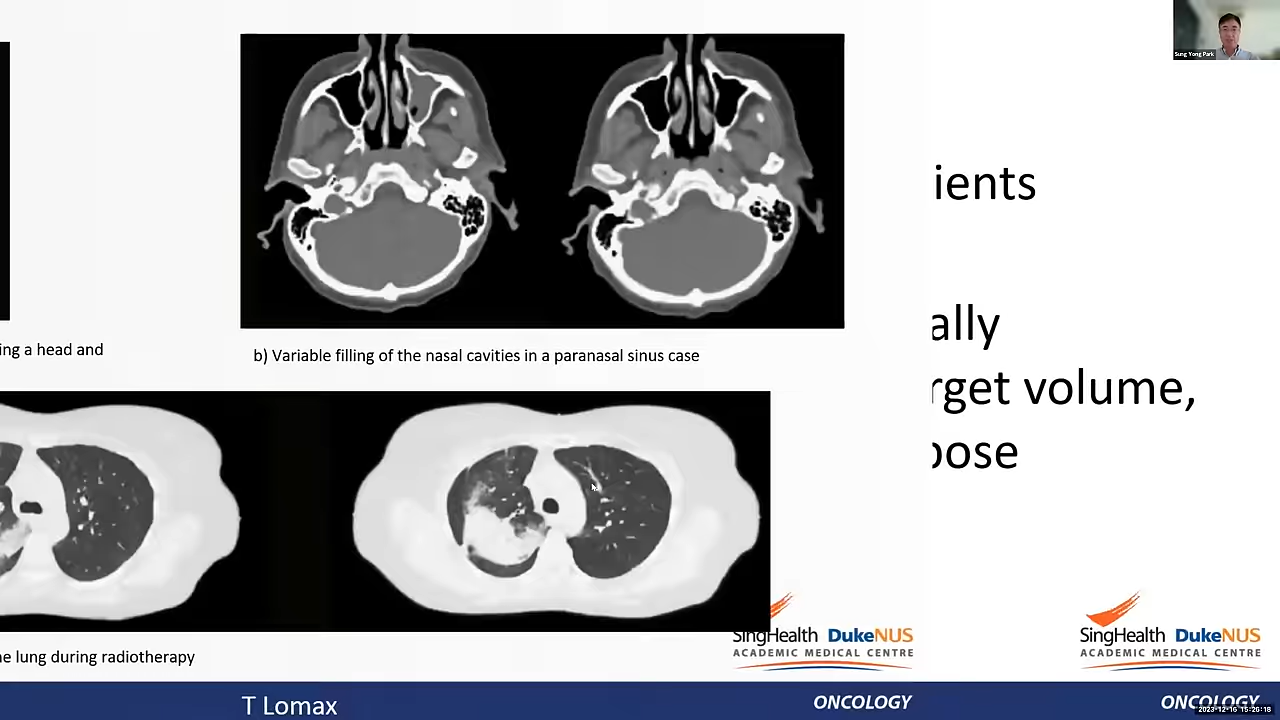 Sung Yong Park
ients
ally
rget volume,
pose
ing a head and
b) Variable filling of the nasal cavities in a paranasal sinus case
e lung during radiotherapy
SingHealth DukeNUS
ACADEMIC MEDICAL CENTRE
SingHealth DukeNUS
ACADEMIC MEDICAL CENTRE
T Lomax
ONCOLOGY
ONCOLOGY
2023-12-16 15:26:18